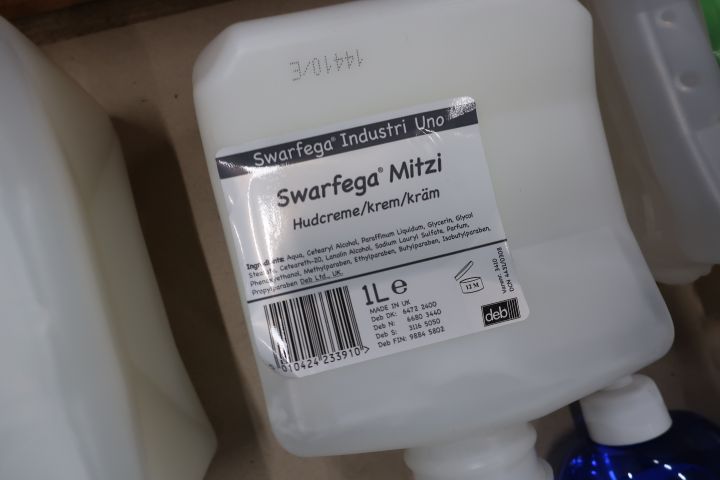 14410/E
Swarfega® Industri Uno
Swarfega® Mitzi
Hudcreme/krem/kräm
Ingredients: Aqua, Cetearyl Alcohol, Paraffinum Liquidum, Glycerin, Glycol
Stearate, Ceteareth-20, Lanolin Alcohol, Sodium Lauryl Sulfate, Parfum,
Phenoxyethanol, Methylparaben, Ethylparaben, Butylparaben, Isobutylparaben,
Propylparaben Deb Ltd., UK.
1L e
MADE IN UK
Deb DK: 6472 2400
Deb N: 6680 3440
Deb S: 3116 5050
Deb FIN: 9884 5802
12 M
deb
Varenr. 3410
5 010424 233910 >